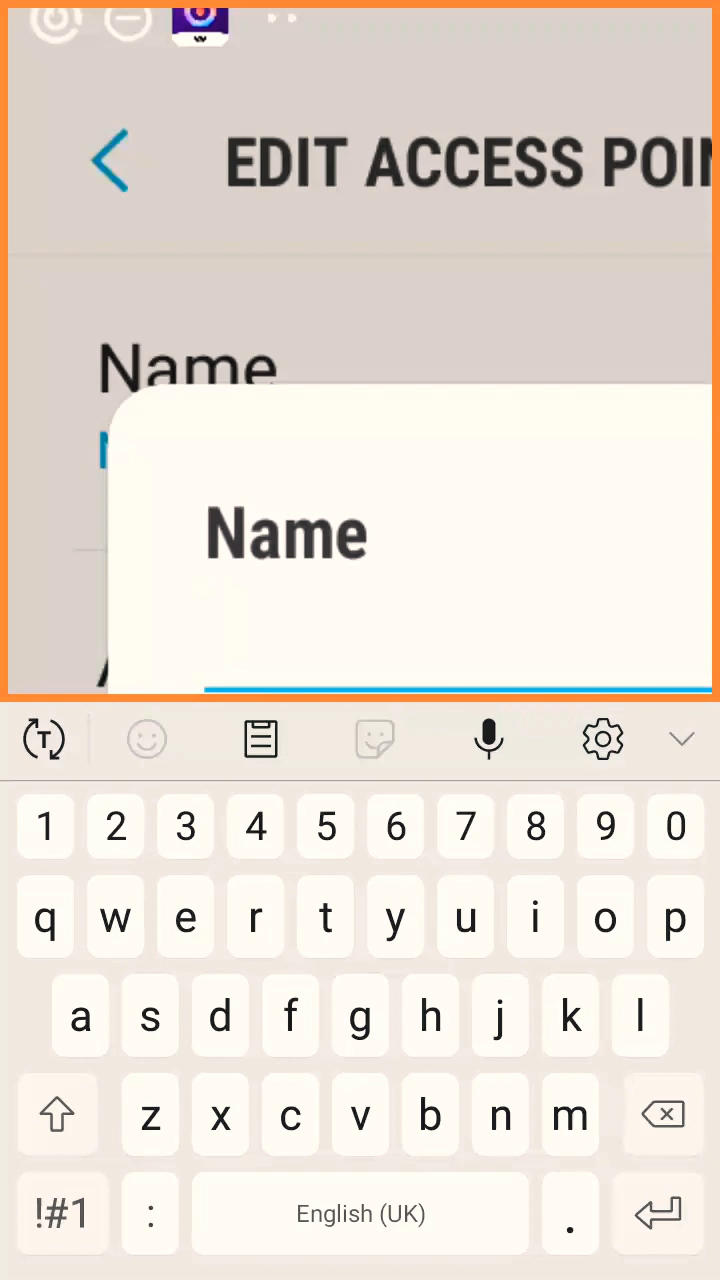 EDIT ACCESS POI
Name
Name
T
1 2 3 4 5 6 7 8 9 0
q w e r t y u i o p
a s d f g h j k l
z x c v b n m
!#1 : English (UK) .